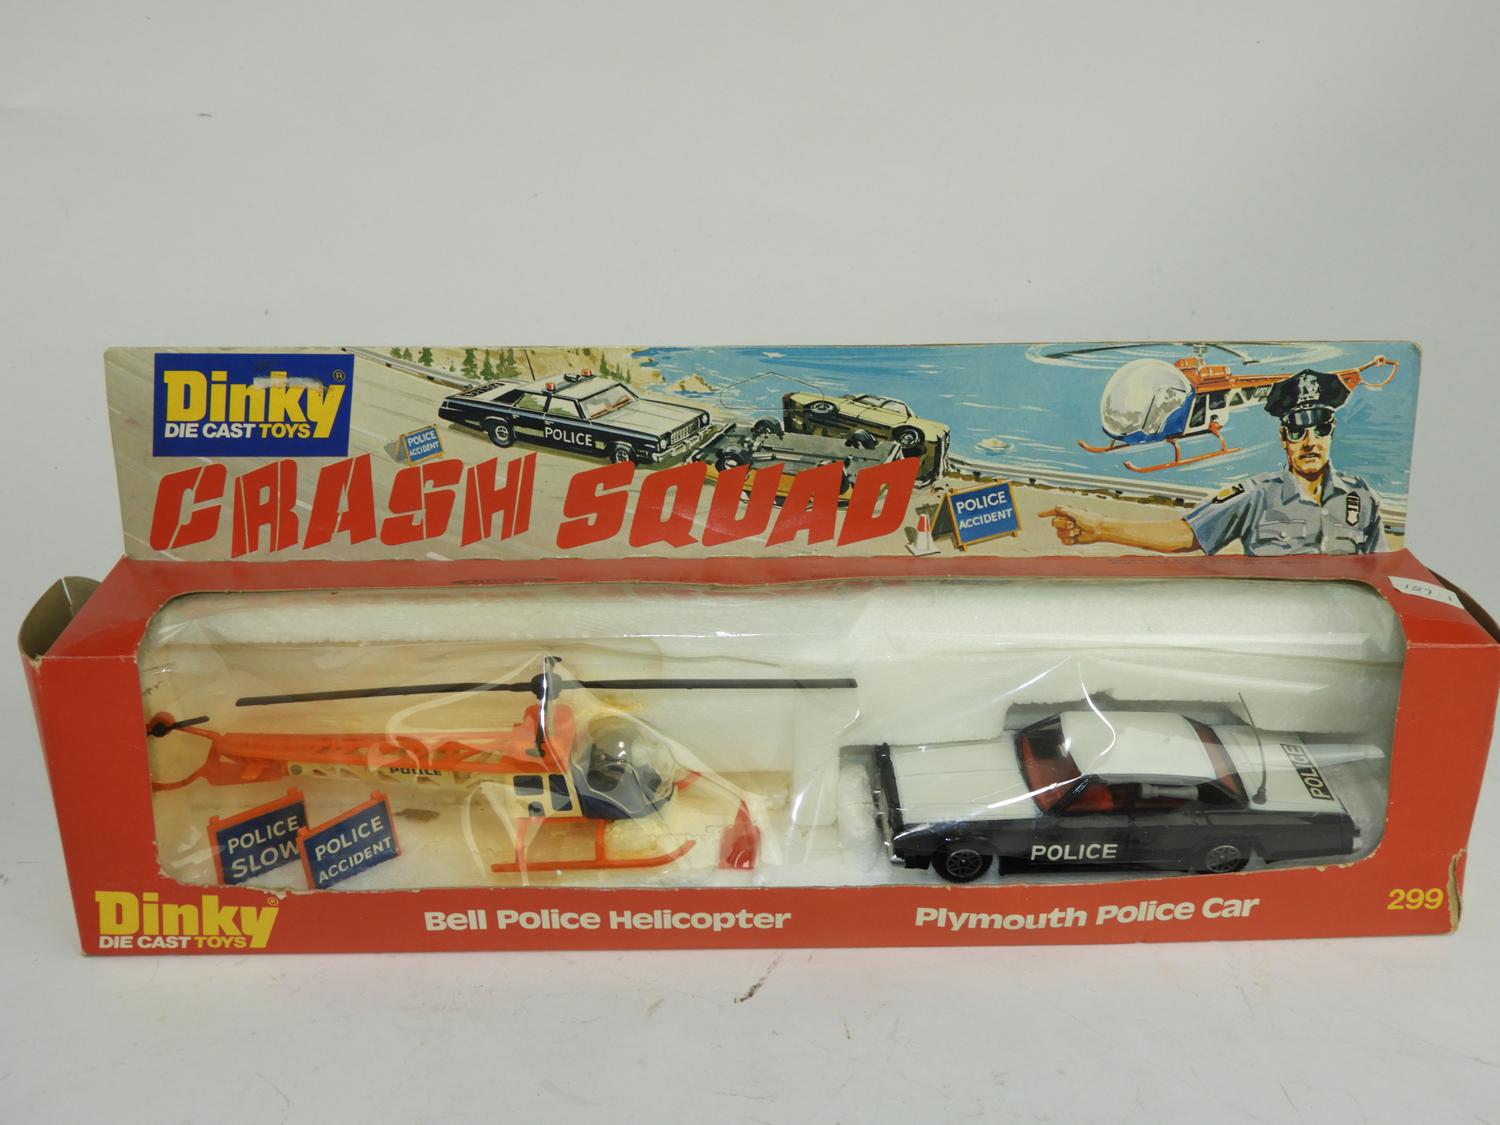 Dinky®
DIE CAST TOYS
POLICE
ACCIDENT
POLICE
CRASH SQUAD
POLICE
ACCIDENT
POLICE
POLICE
SLOW
POLICE
ACCIDENT
POLICE
POLICE
Dinky®
DIE CAST TOYS
Bell Police Helicopter
Plymouth Police Car
299